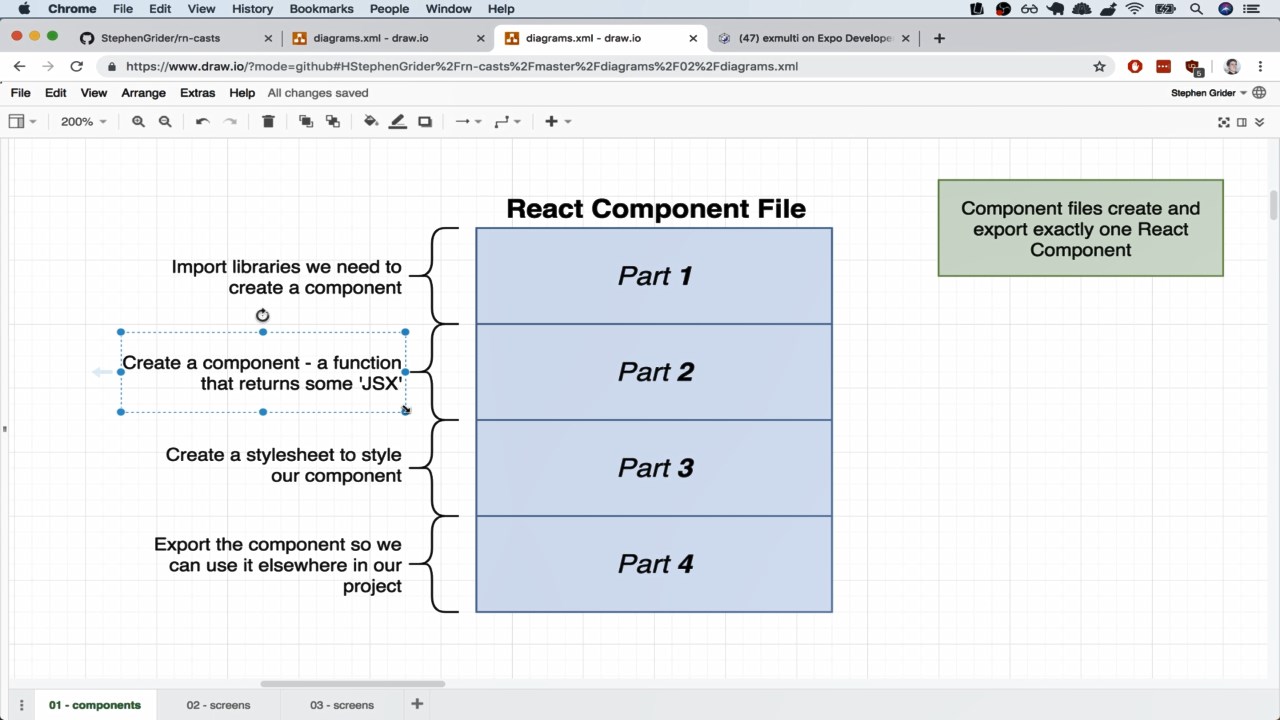 Chrome File Edit View History Bookmarks People Window Help
StephenGrider/rn-casts
diagrams.xml - draw.io
diagrams.xml - draw.io
(47) exmulti on Expo Develope
https://www.draw.io/?mode=github#HStephenGrider%2Frn-casts%2Fmaster%2Fdiagrams%2F02%2Fdiagrams.xml
5
File Edit View Arrange Extras Help All changes saved
Stephen Grider
200%
React Component File
Component files create and
export exactly one React
Component
Import libraries we need to
create a component
Part 1
Create a component - a function
that returns some 'JSX'
Part 2
Create a stylesheet to style
our component
Part 3
Export the component so we
can use it elsewhere in our
project
Part 4
01 - components
02 - screens
03 - screens